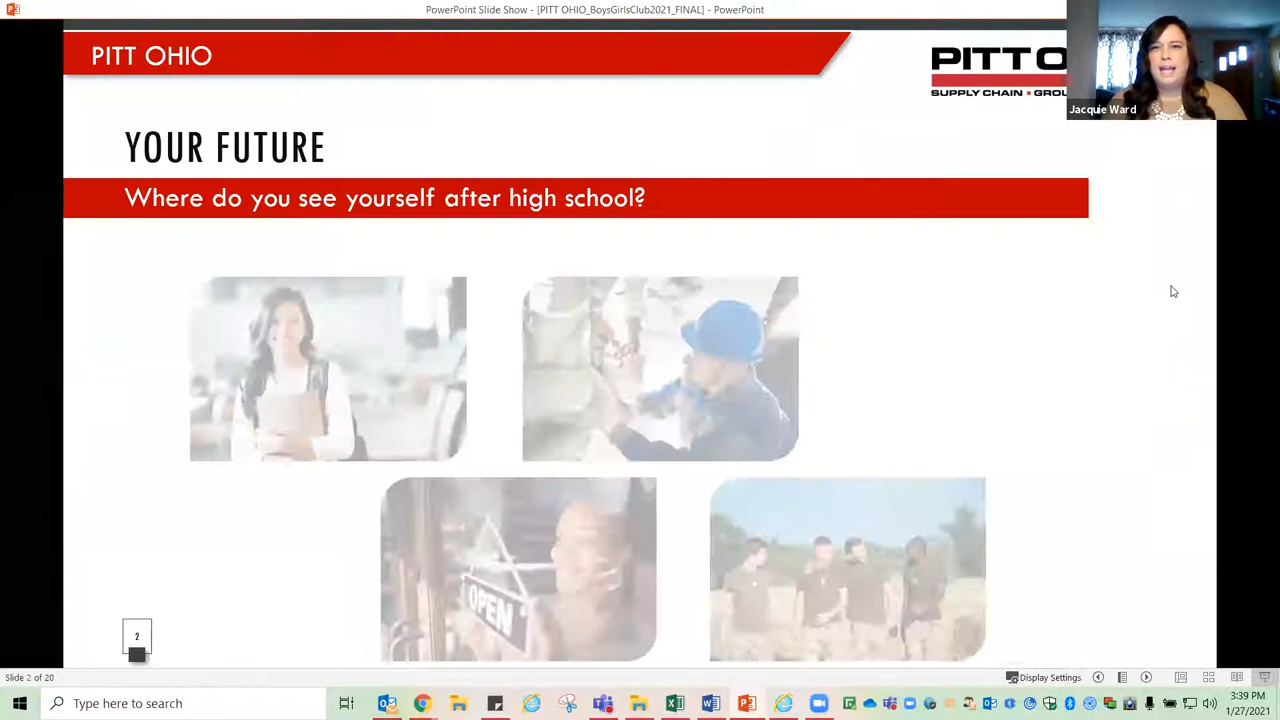 PowerPoint Slide Show - [PITT OHIO_BoysGirlsClub2021_FINAL] - PowerPoint
PITT OHIO
PITT O
SUPPLY CHAIN ▪ GROU
Jacquie Ward
YOUR FUTURE
Where do you see yourself after high school?
OPEN
2
Slide 2 of 20
Display Settings
Type here to search
3:39 PM
1/27/2021